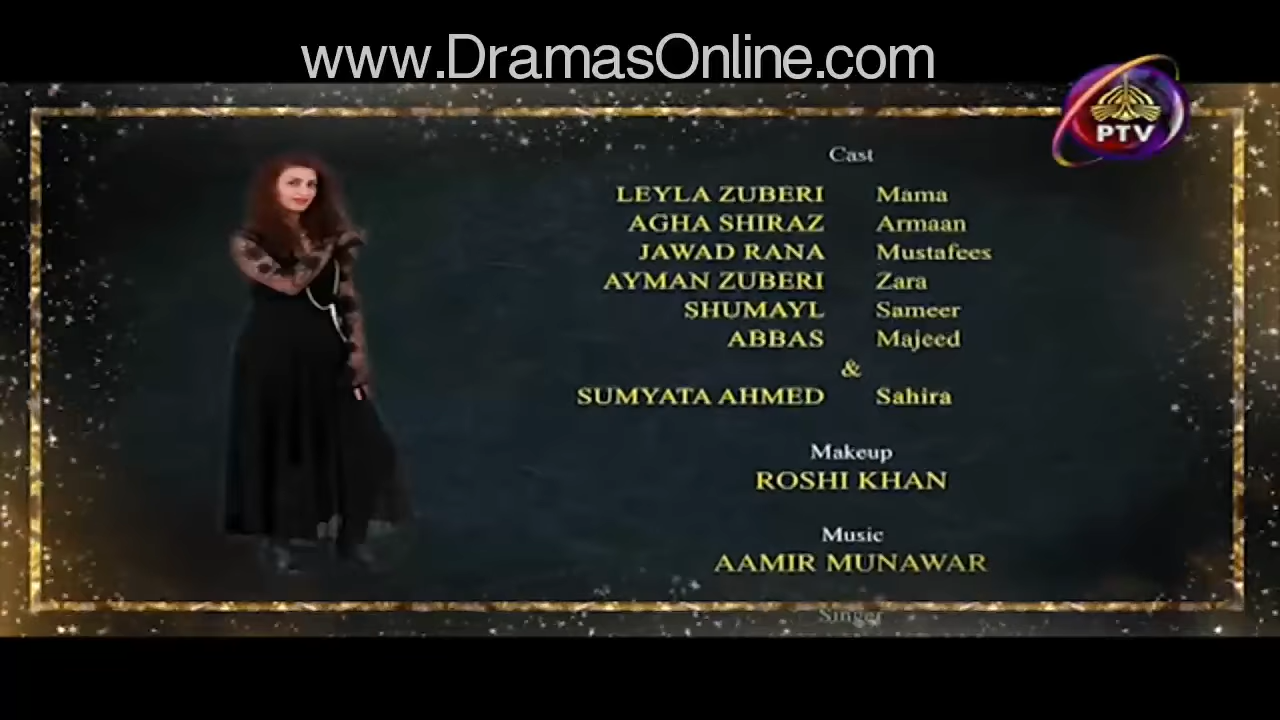 www.DramasOnline.com
PTV
Cast
LEYLA ZUBERI Mama
AGHA SHIRAZ Armaan
JAWAD RANA Mustafees
AYMAN ZUBERI Zara
SHUMAYL Sameer
ABBAS Majeed
&
SUMYATA AHMED Sahira
Makeup
ROSHI KHAN
Music
AAMIR MUNAWAR
Singer